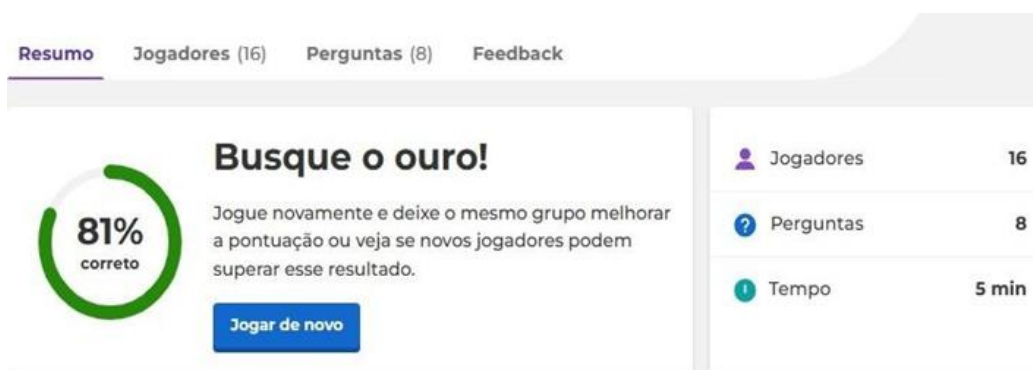 Resumo Jogadores (16) Perguntas (8) Feedback
81%
correto
Busque o ouro!
Jogue novamente e deixe o mesmo grupo melhorar
a pontuação ou veja se novos jogadores podem
superar esse resultado.
Jogar de novo
Jogadores 16
Perguntas 8
Tempo 5 min